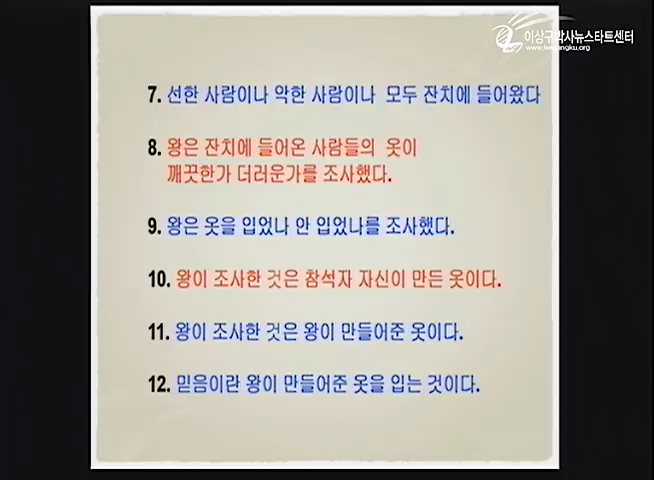 이상구박사뉴스타트센터
www.leesangku.org
7. 선한 사람이나 악한 사람이나 모두 잔치에 들어왔다
8. 왕은 잔치에 들어온 사람들의 옷이
깨끗한가 더러운가를 조사했다.
9. 왕은 옷을 입었나 안 입었나를 조사했다.
10. 왕이 조사한 것은 참석자 자신이 만든 옷이다.
11. 왕이 조사한 것은 왕이 만들어준 옷이다.
12. 믿음이란 왕이 만들어준 옷을 입는 것이다.